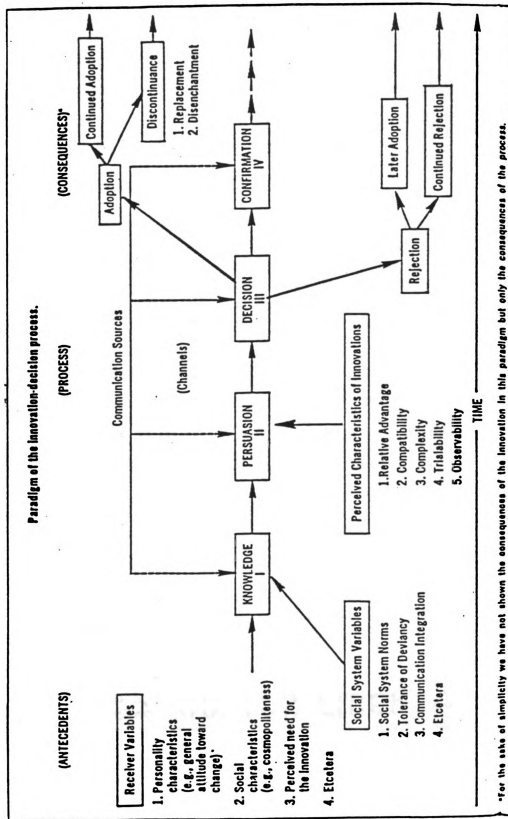 Paradigm of the innovation-decision process.
(ANTECEDENTS)
(PROCESS)
(CONSEQUENCES)*
Receiver Variables
1. Personality
characteristics
(e.g., general
attitude toward
change)*
2. Social
characteristics
(e.g., cosmopoliteness)
3. Perceived need for
the innovation
4. Etcetera
Social System Variables
1. Social System Norms
2. Tolerance of Deviancy
3. Communication Integration
4. Etcetera
Communication Sources
(Channels)
KNOWLEDGE
I
PERSUASION
II
DECISION
III
CONFIRMATION
IV
Perceived Characteristics of Innovations
1. Relative Advantage
2. Compatibility
3. Complexity
4. Trialability
5. Observability
Adoption
Continued Adoption
Discontinuance
1. Replacement
2. Disenchantment
Rejection
Later Adoption
Continued Rejection
TIME
*For the sake of simplicity we have not shown the consequences of the innovation in this paradigm but only the consequences of the process.